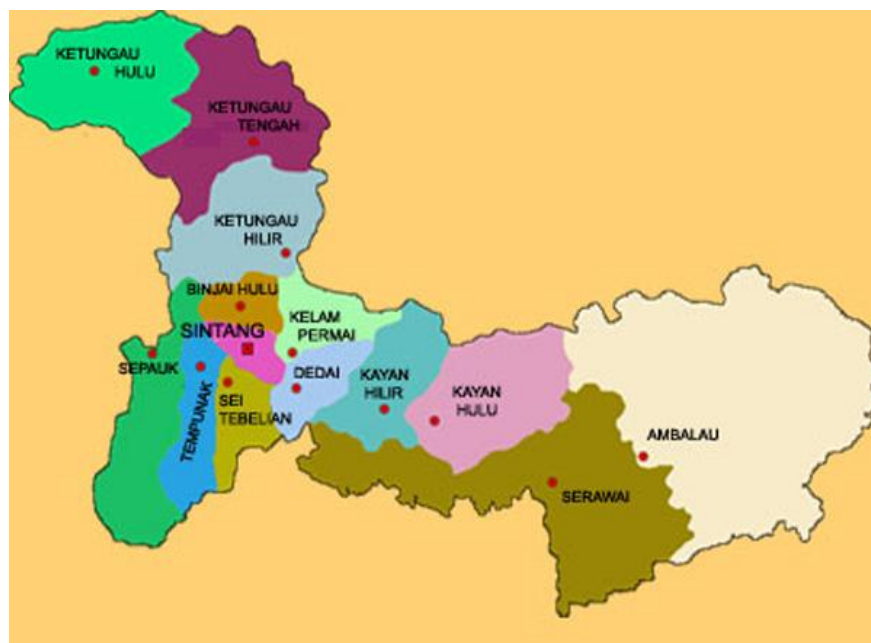 KETUNGAU
HULU
KETUNGAU
TENGAH
KETUNGAU
HILIR
BINJAI HULU
KELAM
PERMAI
SINTANG
SEPAUK
TEMPUNAK
SEI
TEBELIAN
DEDAI
KAYAN
HILIR
KAYAN
HULU
AMBALAU
SERAWAI